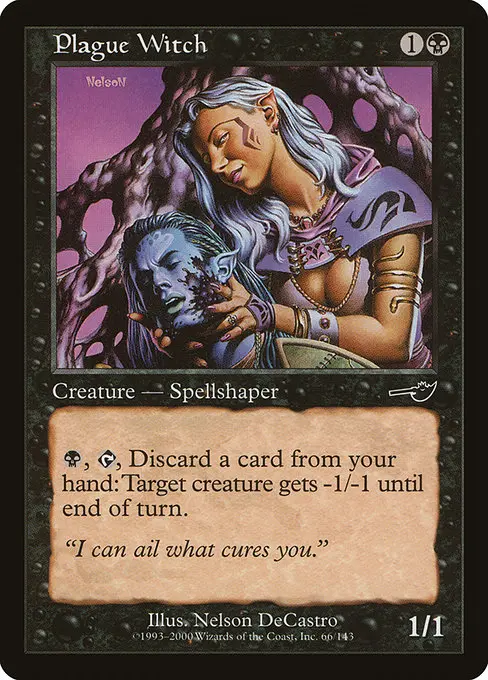 Plague Witch 1
NelsoN
Creature — Spellshaper
, , Discard a card from your
hand: Target creature gets -1/-1 until
end of turn.
“I can ail what cures you.”
Illus. Nelson DeCastro
©1993–2000 Wizards of the Coast, Inc. 66/143
1/1